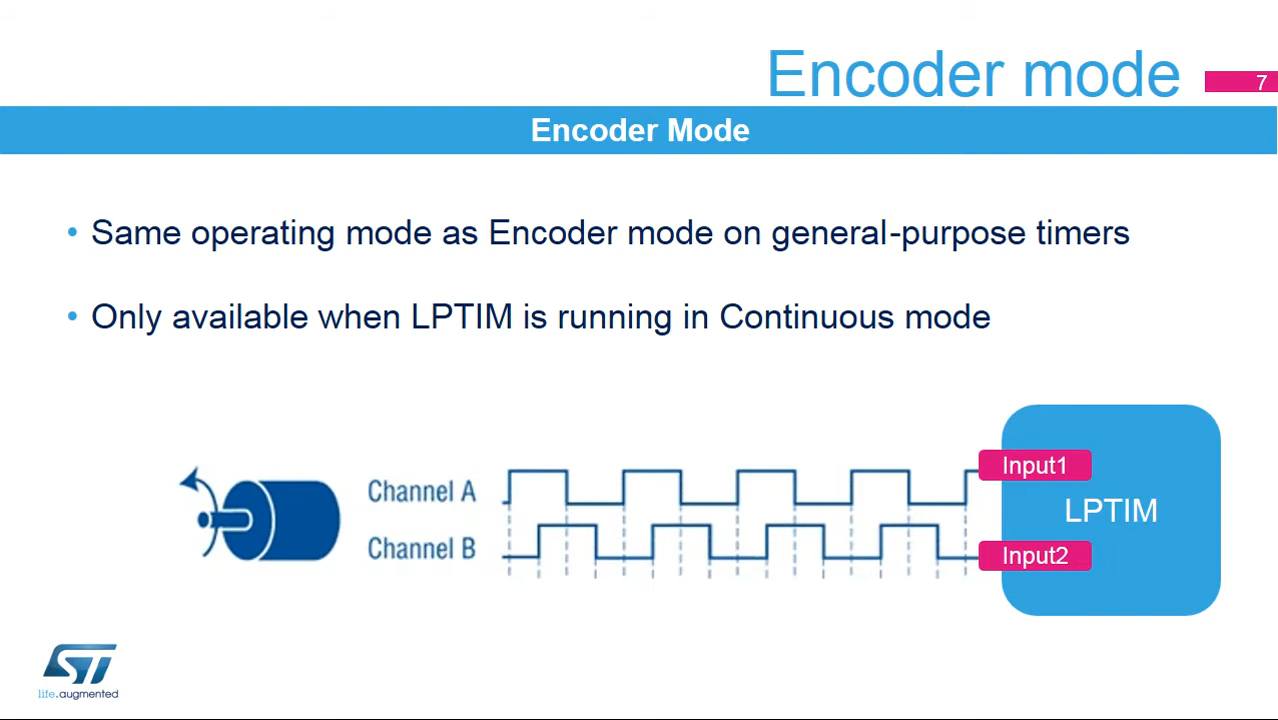 Encoder mode
7
Encoder Mode
• Same operating mode as Encoder mode on general-purpose timers
• Only available when LPTIM is running in Continuous mode
Channel A
Channel B
Input1
LPTIM
Input2
ST
life.augmented